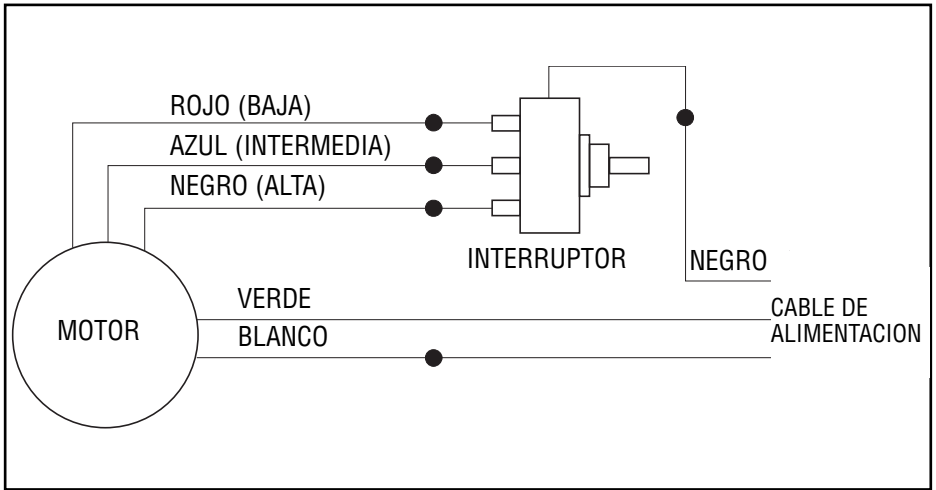 ROJO (BAJA)
AZUL (INTERMEDIA)
NEGRO (ALTA)
INTERRUPTOR
NEGRO
VERDE
MOTOR
BLANCO
CABLE DE
ALIMENTACION